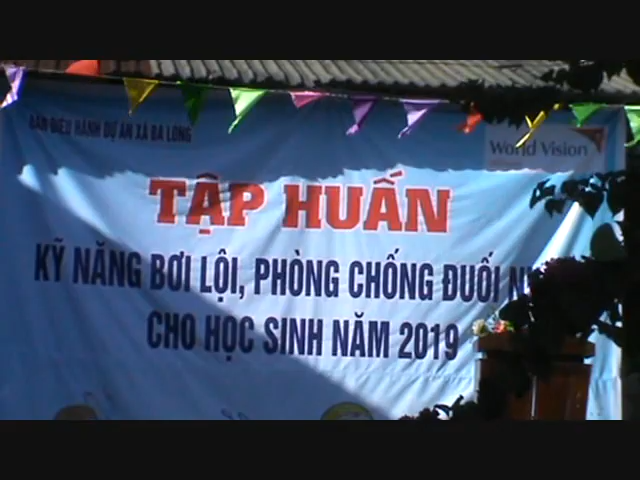 BAN ĐIỀU HÀNH DỰ ÁN XÃ BA LONG
World Vision
TẬP HUẤN
KỸ NĂNG BƠI LỘI, PHÒNG CHỐNG ĐUỐI
CHO HỌC SINH NĂM 2019